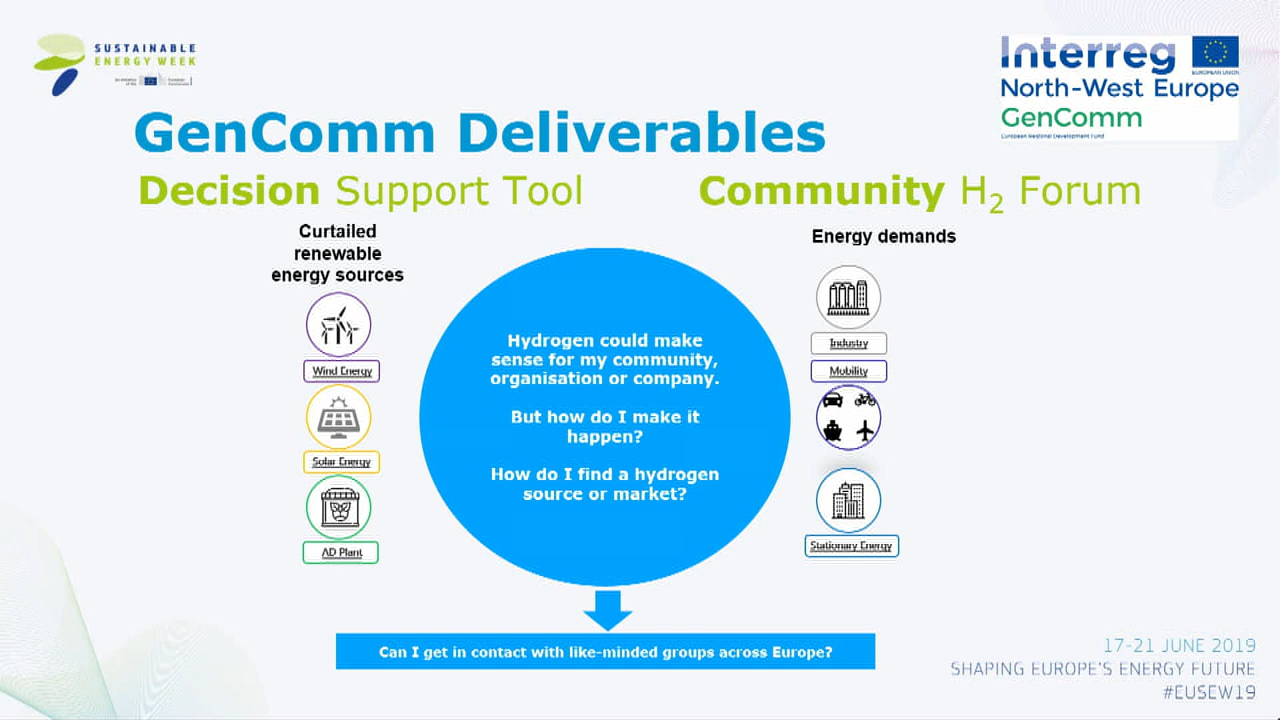 SUSTAINABLE
ENERGY WEEK
Interreg
EUROPEAN UNION
North-West Europe
GenComm
European Regional Development Fund
GenComm Deliverables
Decision Support Tool
Community H₂ Forum
Curtailed
renewable
energy sources
Wind Energy
Solar Energy
AD Plant
Hydrogen could make
sense for my community,
organisation or company.
But how do I make it
happen?
How do I find a hydrogen
source or market?
Energy demands
Industry
Mobility
Stationary Energy
Can I get in contact with like-minded groups across Europe?
17-21 JUNE 2019
SHAPING EUROPE'S ENERGY FUTURE
#EUSEW19